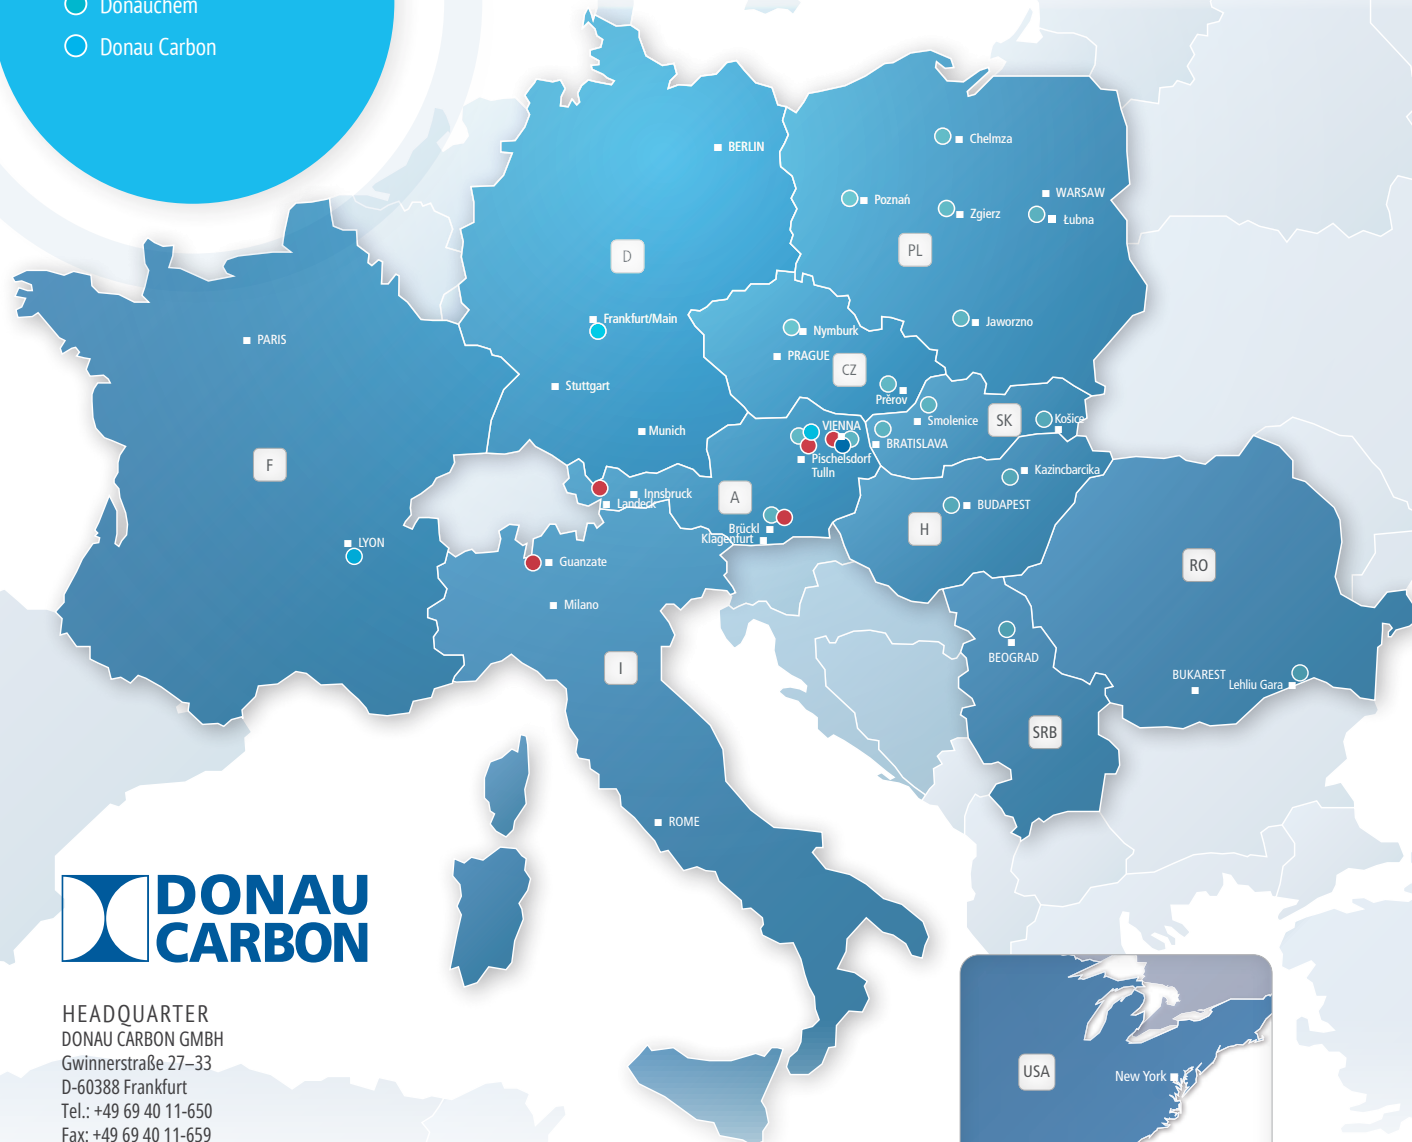 Donauchem
Donau Carbon
BERLIN
Chelmza
WARSAW
Poznań
Zgierz
Łubna
D
PL
Frankfurt/Main
Jaworzno
Nymburk
PARIS
PRAGUE
CZ
Stuttgart
Prěrov
Smolenice
SK
Košice
Munich
VIENNA
BRATISLAVA
Pischelsdorf
Tulln
F
Kazincbarcika
Innsbruck
Landeck
A
BUDAPEST
Brückl
Klagenfurt
H
LYON
Guanzate
RO
Milano
BEOGRAD
I
BUKAREST
Lehliu Gara
SRB
ROME
DONAU
CARBON
HEADQUARTER
DONAU CARBON GMBH
Gwinnerstraße 27–33
D-60388 Frankfurt
Tel.: +49 69 40 11-650
Fax: +49 69 40 11-659
USA
New York